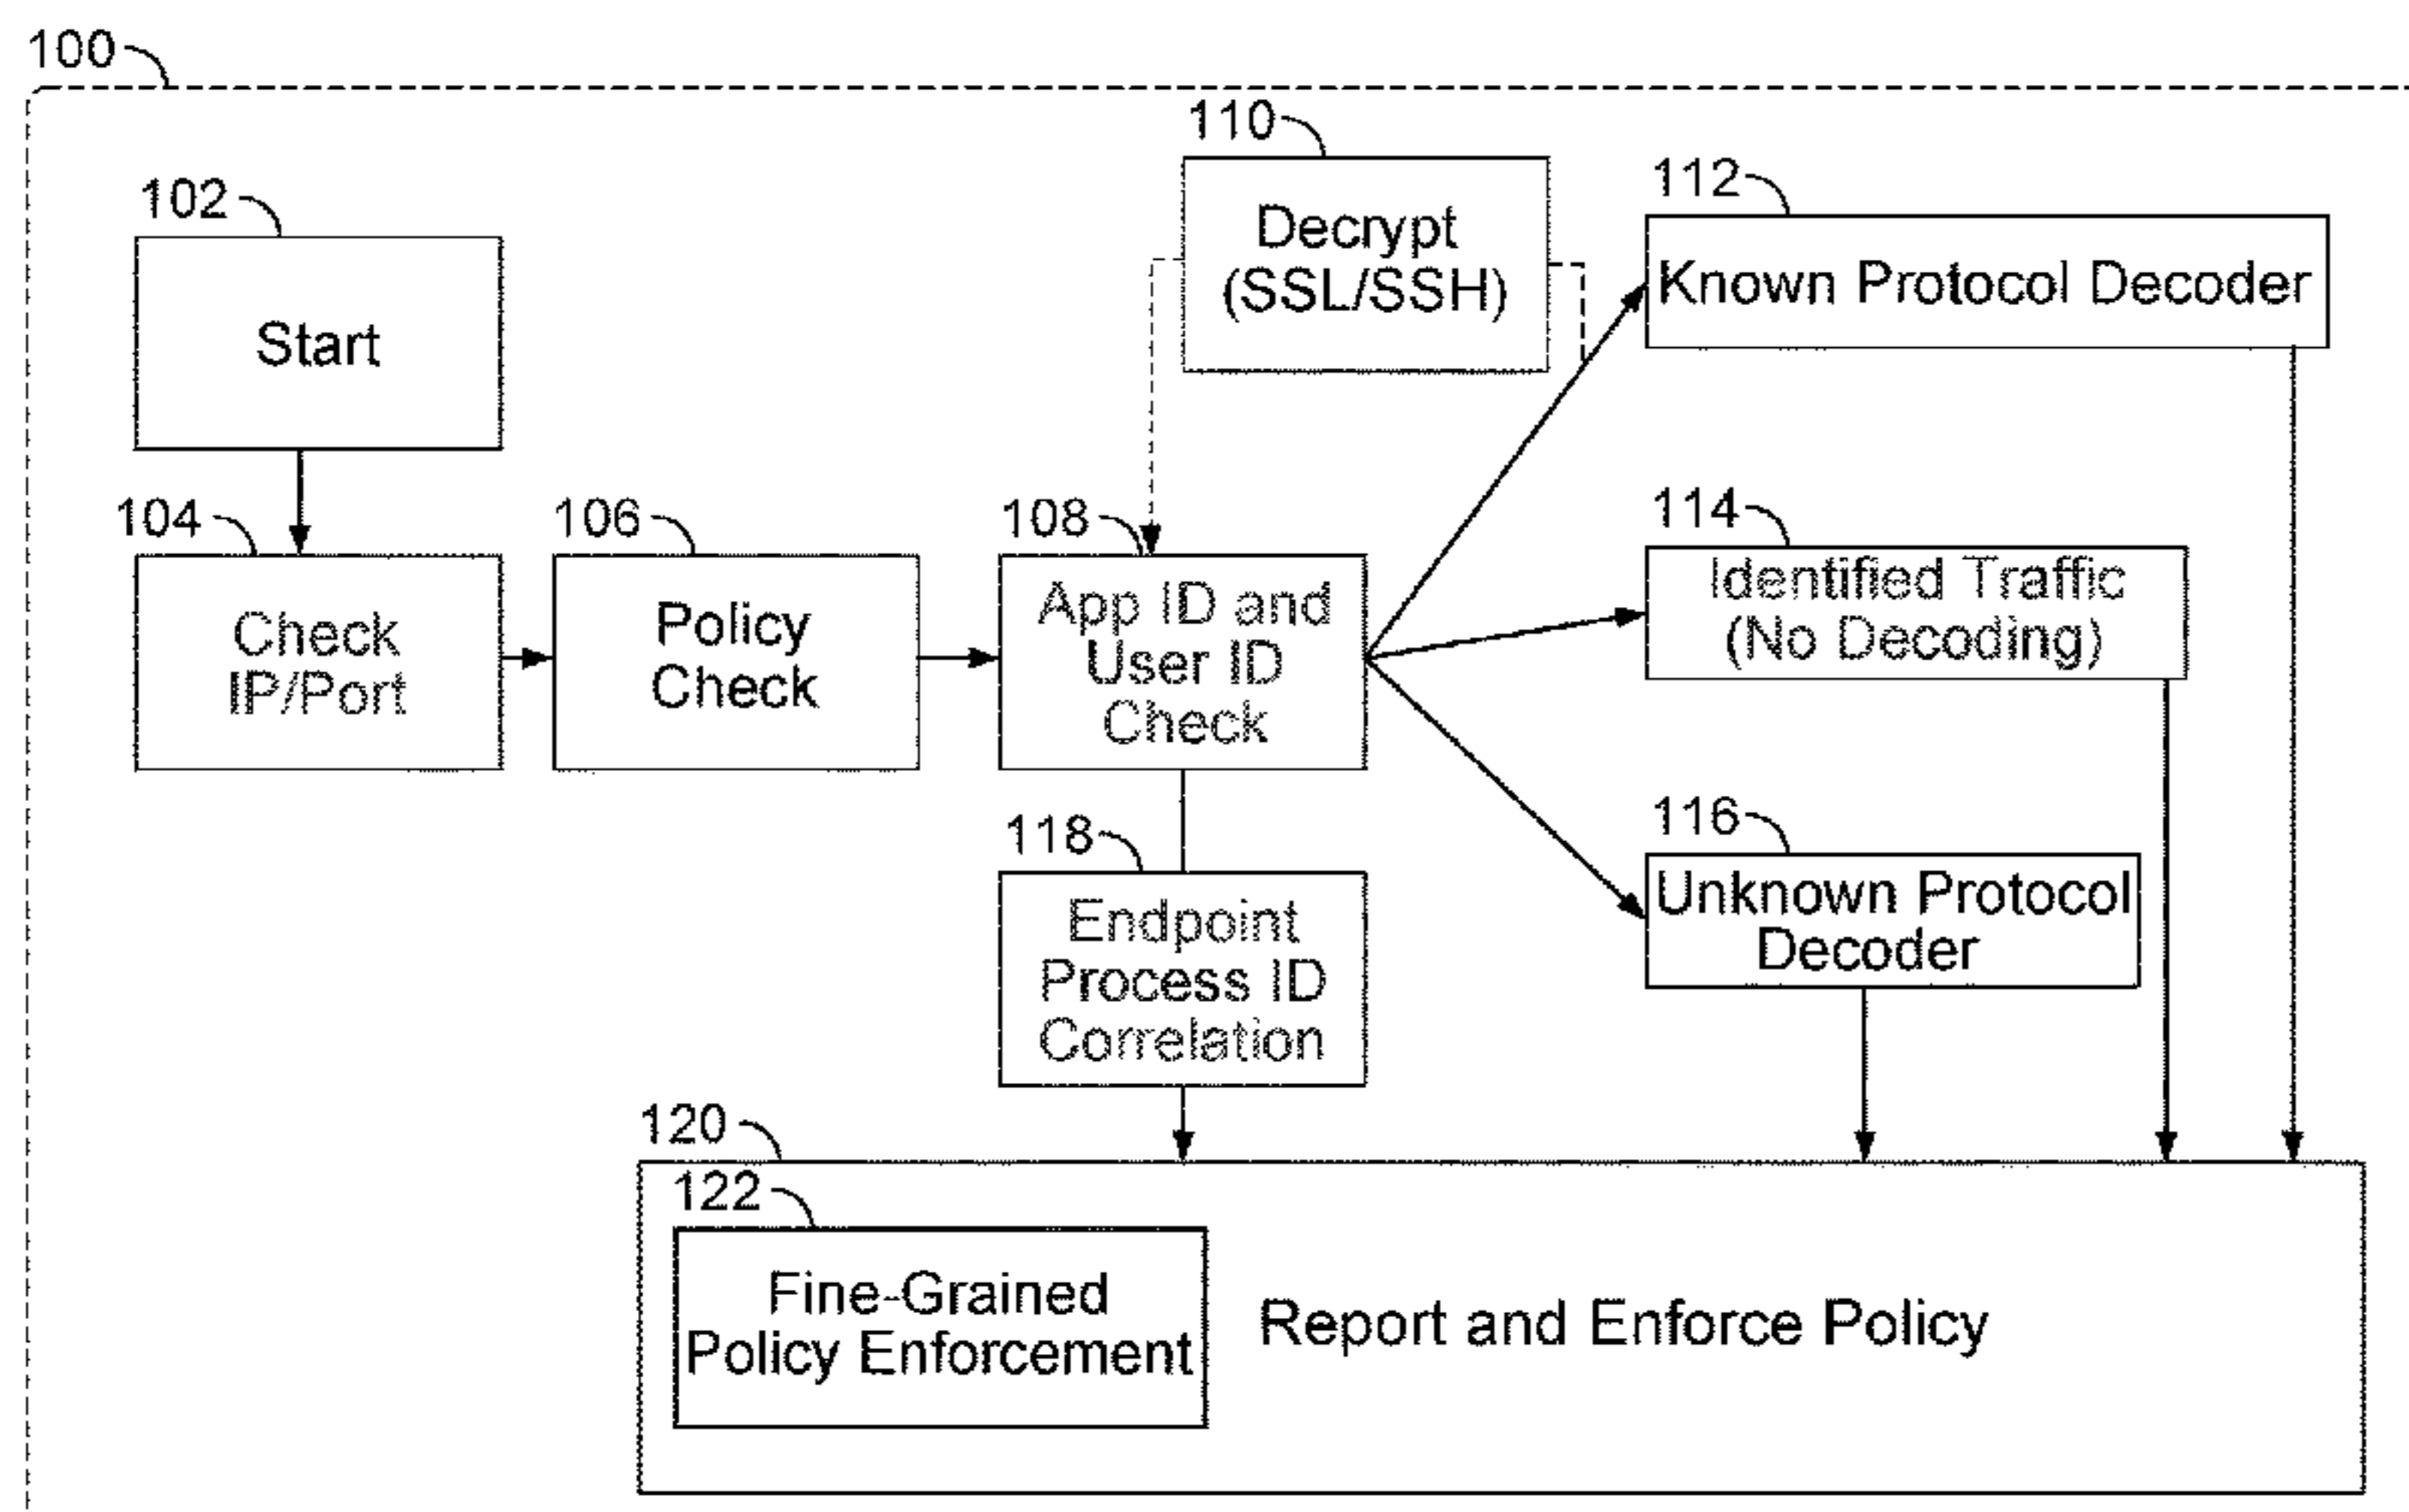 100
110
Decrypt
(SSL/SSH)
112
Known Protocol Decoder
102
Start
104
Check
IP/Port
106
Policy
Check
108
App ID and
User ID
Check
114
Identified Traffic
(No Decoding)
116
Unknown Protocol
Decoder
118
Endpoint
Process ID
Correlation
120
122
Fine-Grained
Policy Enforcement
Report and Enforce Policy